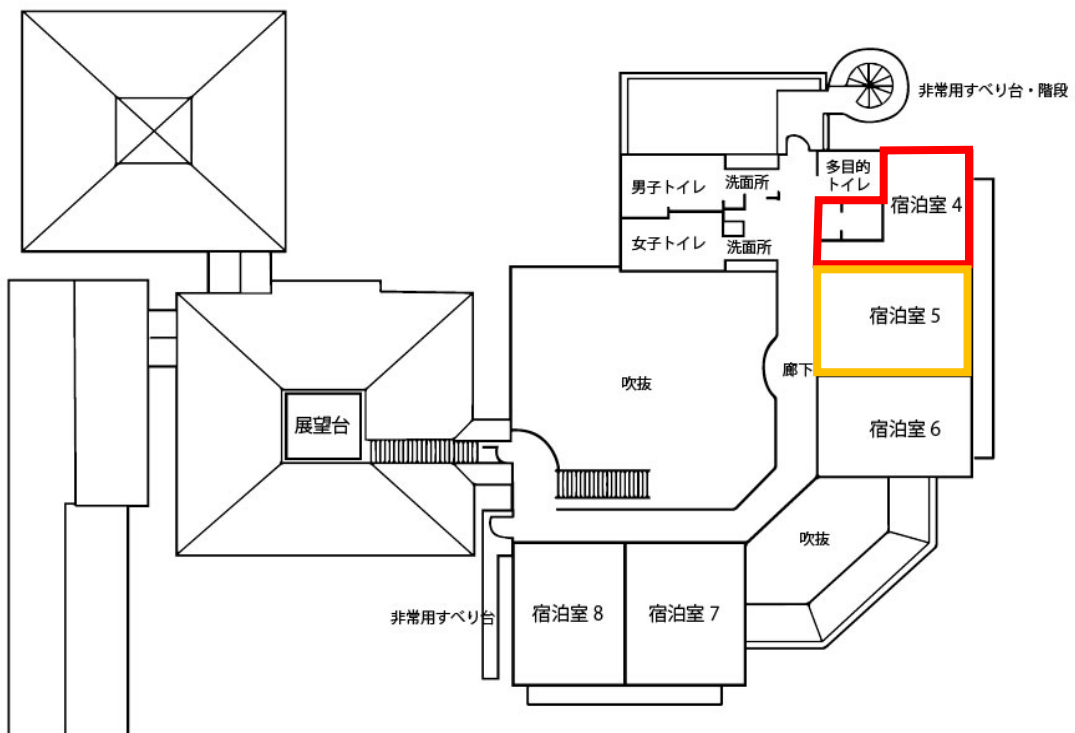 非常用すべり台・階段
男子トイレ
洗面所
多目的
トイレ
宿泊室 4
女子トイレ
洗面所
宿泊室 5
廊下
吹抜
展望台
宿泊室 6
吹抜
非常用すべり台
宿泊室 8
宿泊室 7